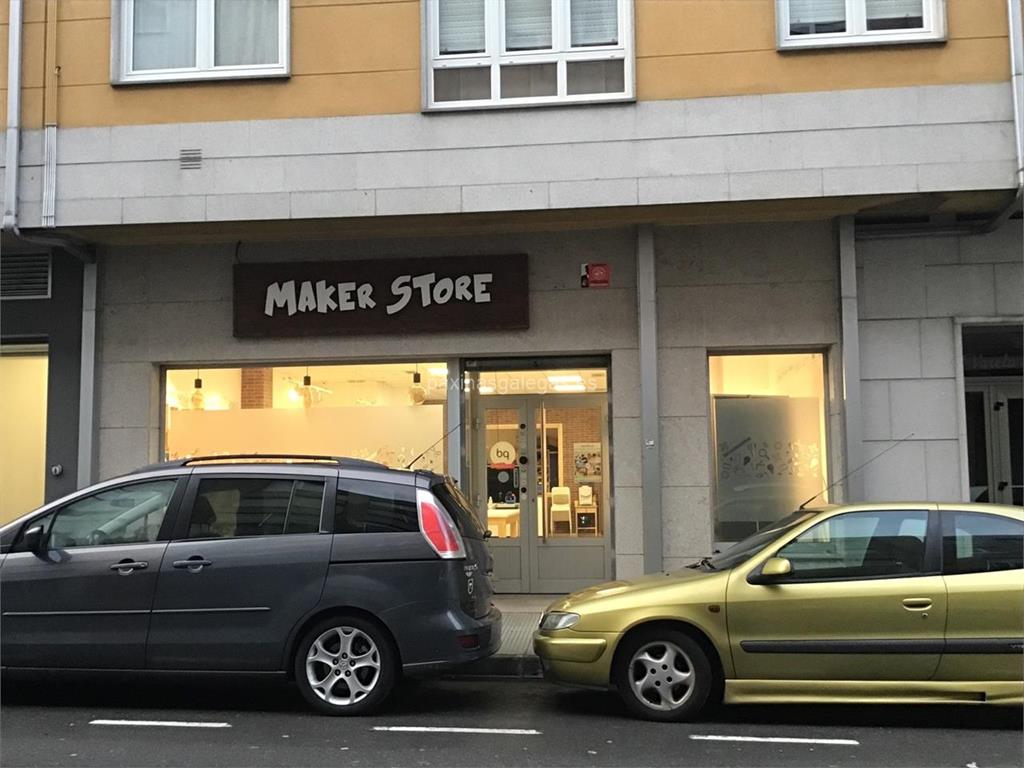 MAKER STORE
paxinasgalegas.es
bq